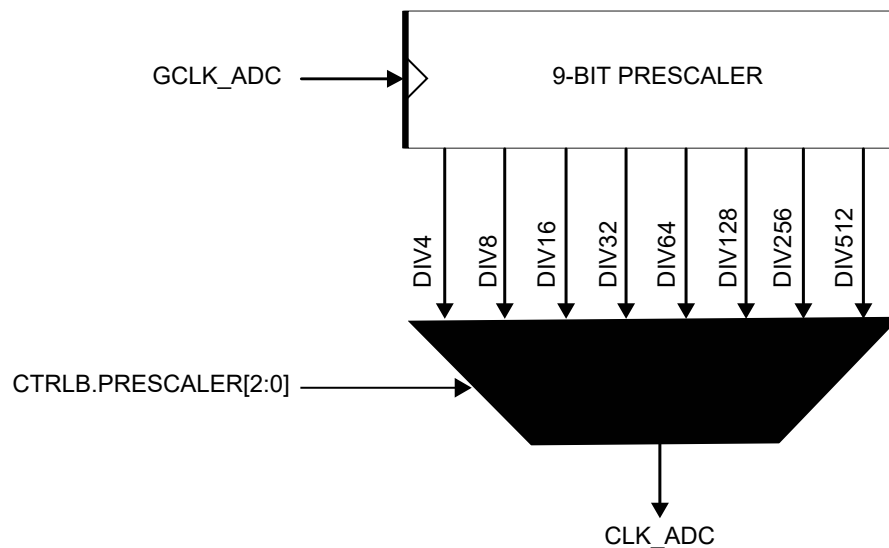 GCLK_ADC
9-BIT PRESCALER
DIV4
DIV8
DIV16
DIV32
DIV64
DIV128
DIV256
DIV512
CTRLB.PRESCALER[2:0]
CLK_ADC